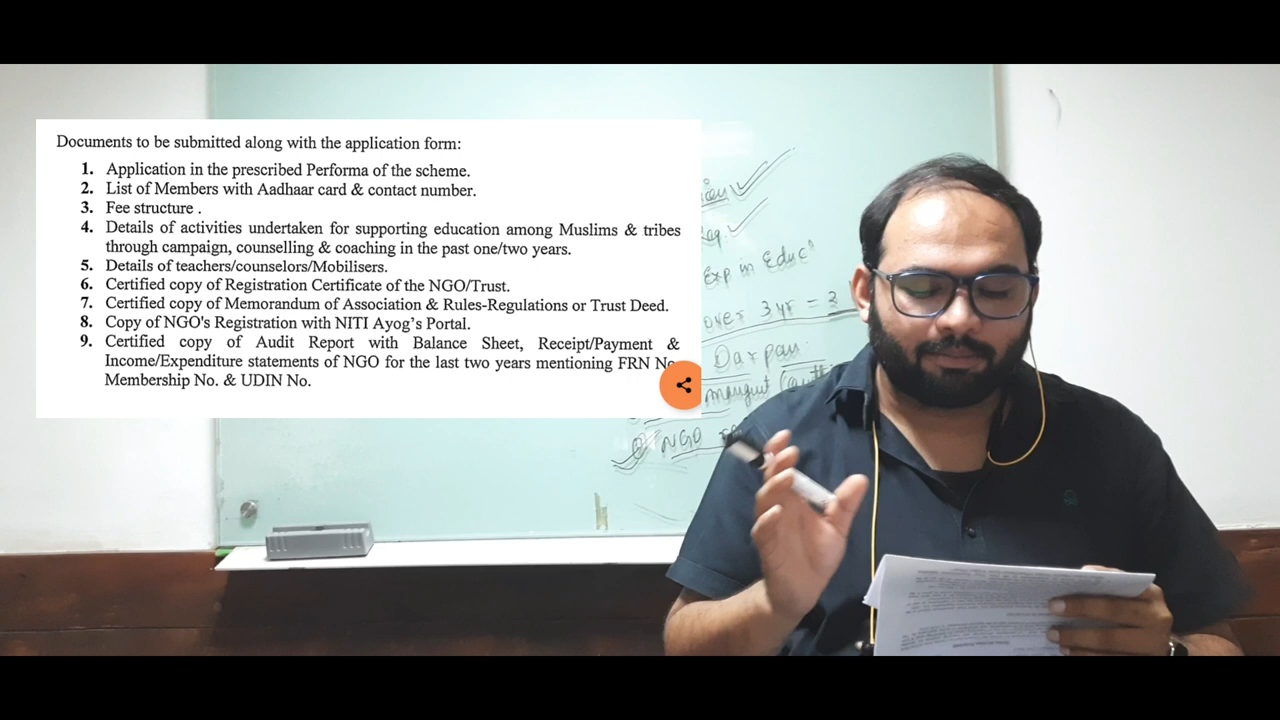 Documents to be submitted along with the application form:
1. Application in the prescribed Performa of the scheme.
2. List of Members with Aadhaar card & contact number.
3. Fee structure .
4. Details of activities undertaken for supporting education among Muslims & tribes
through campaign, counselling & coaching in the past one/two years.
5. Details of teachers/counselors/Mobilisers.
6. Certified copy of Registration Certificate of the NGO/Trust.
7. Certified copy of Memorandum of Association & Rules-Regulations or Trust Deed.
8. Copy of NGO's Registration with NITI Ayog's Portal.
9. Certified copy of Audit Report with Balance Sheet, Receipt/Payment &
Income/Expenditure statements of NGO for the last two years mentioning FRN No
Membership No. & UDIN No.
Exp in Educⁿ
over 3 yr = 3
Darpan
NGO